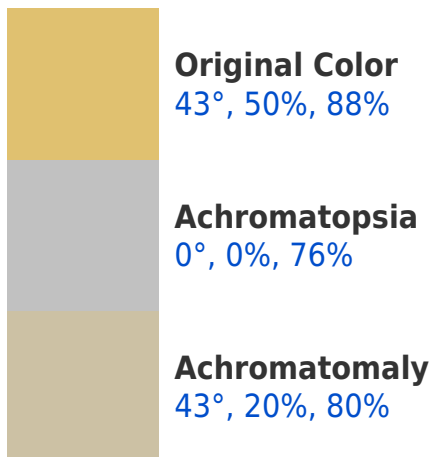 Original Color
43°, 50%, 88%
Achromatopsia
0°, 0%, 76%
Achromatomaly
43°, 20%, 80%